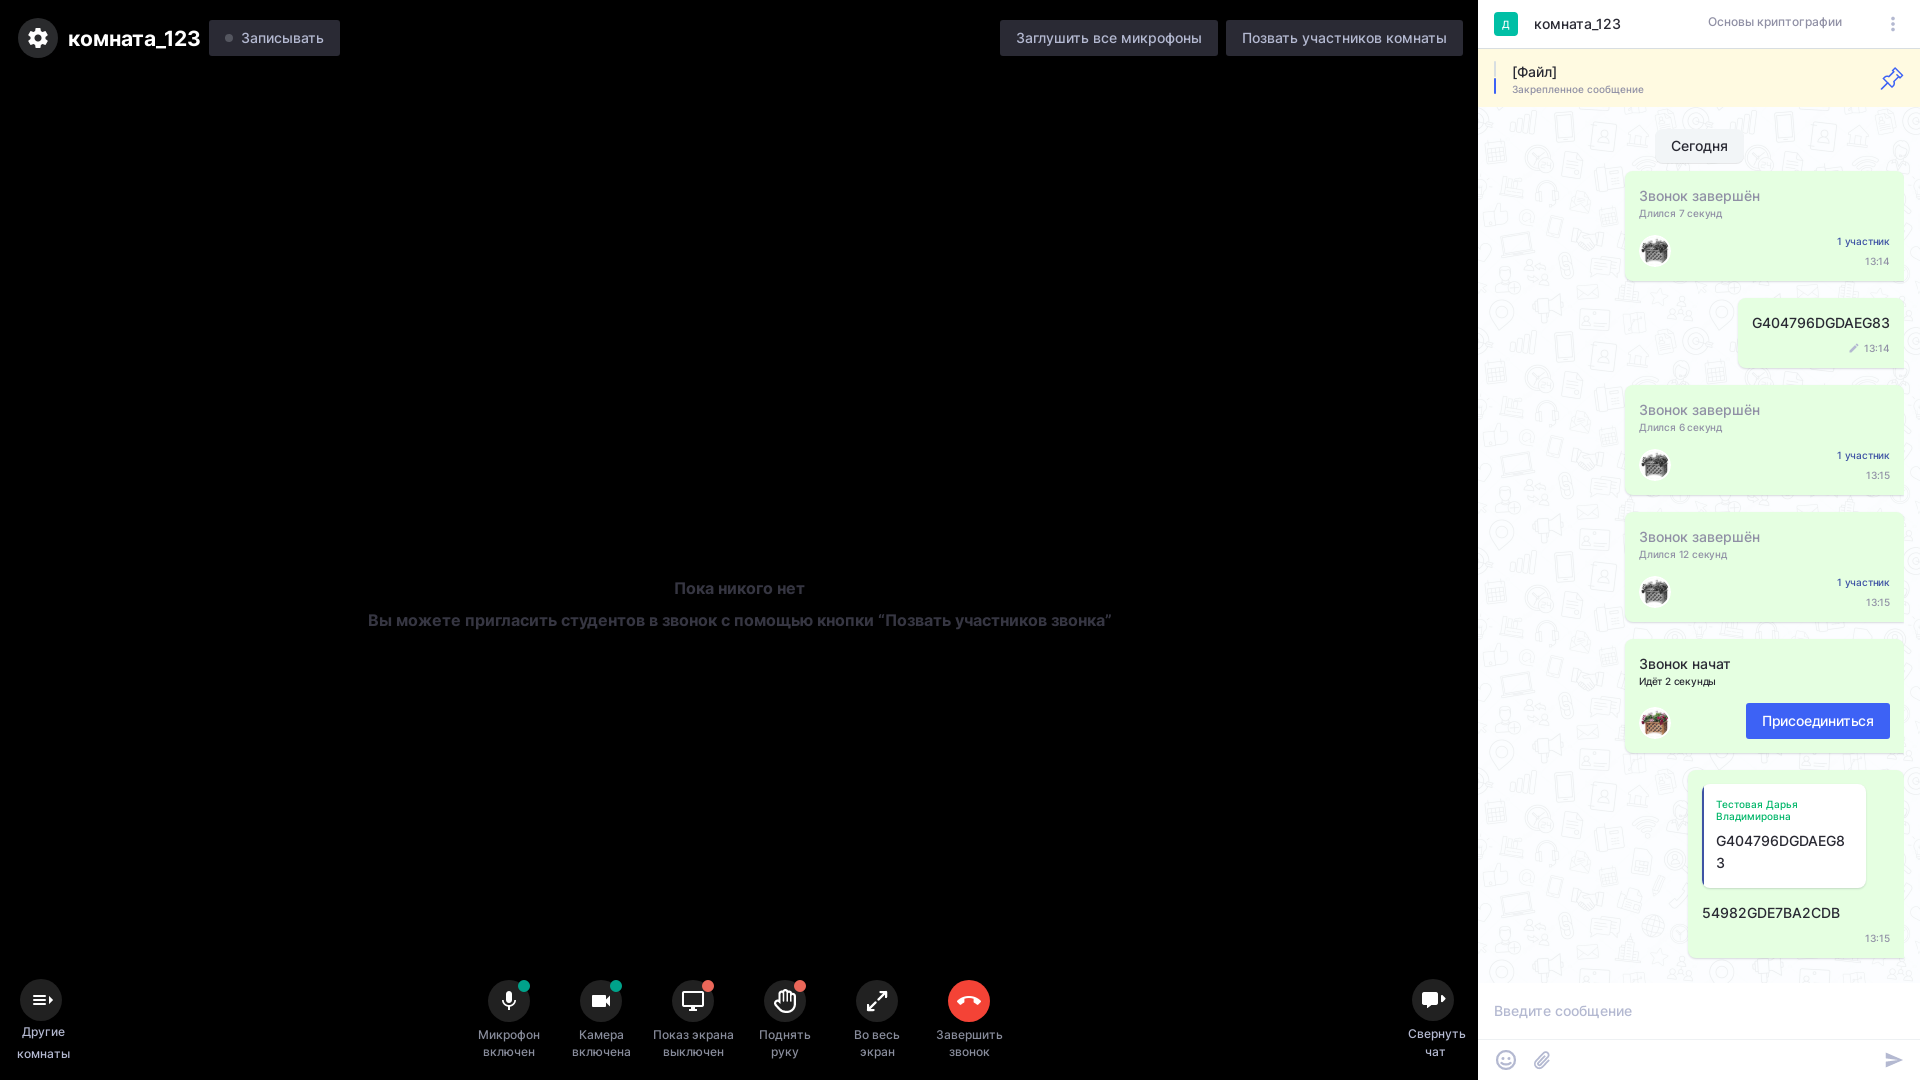 комната_123
Записывать
Заглушить все микрофоны
Позвать участников комнаты
Пока никого нет
Вы можете пригласить студентов в звонок с помощью кнопки “Позвать участников звонка”
Другие
комнаты
Микрофон
включен
Камера
включена
Показ экрана
выключен
Поднять
руку
Во весь
экран
Завершить
звонок
Свернуть
чат
Д
комната_123
Основы криптографии
[Файл]
Закрепленное сообщение
Сегодня
Звонок завершён
Длился 7 секунд
1 участник
13:14
G404796DGDAEG83
13:14
Звонок завершён
Длился 6 секунд
1 участник
13:15
Звонок завершён
Длился 12 секунд
1 участник
13:15
Звонок начат
Идёт 2 секунды
Присоединиться
Тестовая Дарья
Владимировна
G404796DGDAEG8
3
54982GDE7BA2CDB
13:15
Введите сообщение